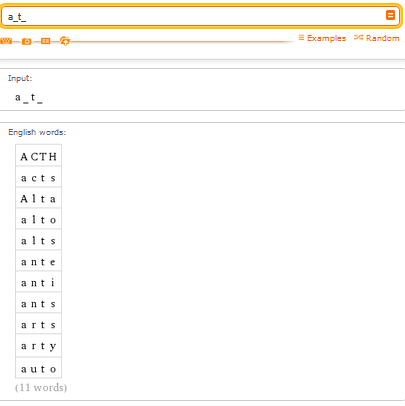 a_t_
Examples Random
Input:
a _ t _
English words:
A C T H
a c t s
A l t a
a l t o
a l t s
a n t e
a n t i
a n t s
a r t s
a r t y
a u t o
(11 words)